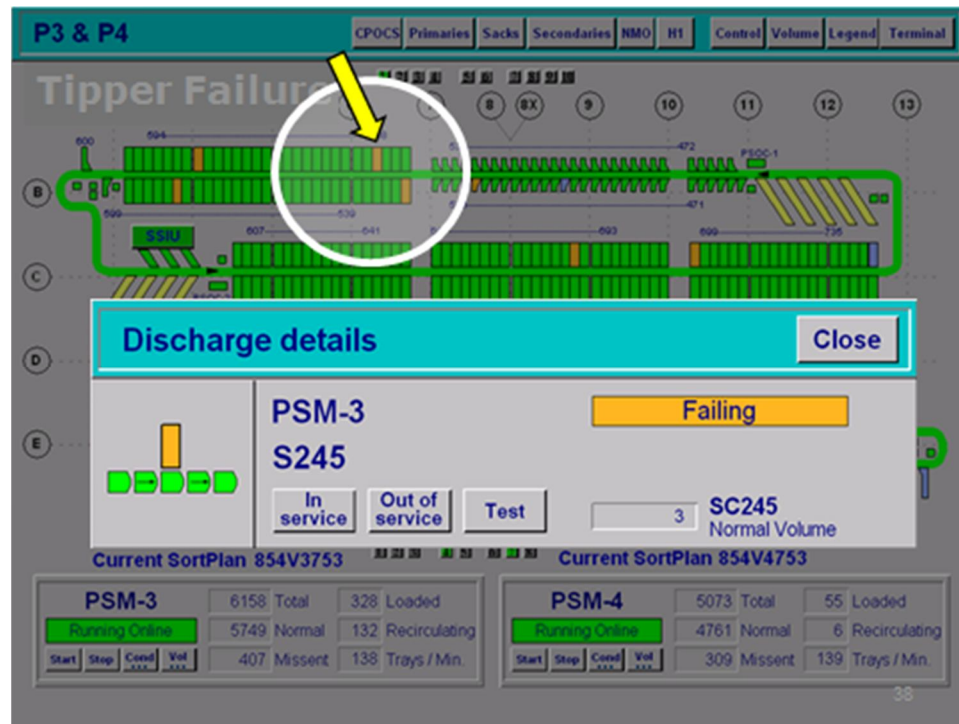 P3 & P4
CPOCS Primaries Sacks Secondaries NMO H1 Control Volume Legend Terminal
Tipper Failure
8 8X 9 10 11 12 13
600 594 472 PSOC-1
B
599 539 471
SSIU 607 641 693 699 735
C
Discharge details Close
D
PSM-3 Failing
S245
E
In service Out of service Test 3 SC245
Normal Volume
Current SortPlan 854V3753 Current SortPlan 854V4753
PSM-3 6158 Total 328 Loaded PSM-4 5073 Total 55 Loaded
Running Online 5749 Normal 132 Recirculating Running Online 4761 Normal 6 Recirculating
Start Stop Cond ... Vol ... 407 Missent 138 Trays / Min. Start Stop Cond ... Vol ... 309 Missent 139 Trays / Min.
38